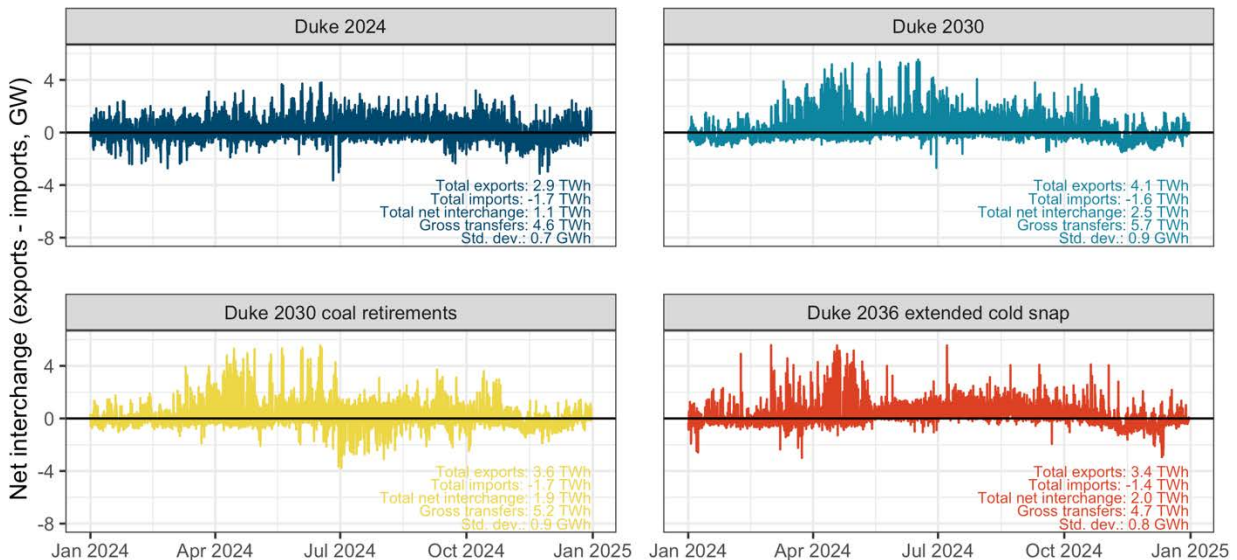 Duke 2024
Duke 2030
Net interchange (exports - imports, GW)
4
0
-4
-8
Total exports: 2.9 TWh
Total imports: -1.7 TWh
Total net interchange: 1.1 TWh
Gross transfers: 4.6 TWh
Std. dev.: 0.7 GWh
Total exports: 4.1 TWh
Total imports: -1.6 TWh
Total net interchange: 2.5 TWh
Gross transfers: 5.7 TWh
Std. dev.: 0.9 GWh
Duke 2030 coal retirements
Duke 2036 extended cold snap
4
0
-4
-8
Total exports: 3.6 TWh
Total imports: -1.7 TWh
Total net interchange: 1.9 TWh
Gross transfers: 5.2 TWh
Std. dev.: 0.9 GWh
Total exports: 3.4 TWh
Total imports: -1.4 TWh
Total net interchange: 2.0 TWh
Gross transfers: 4.7 TWh
Std. dev.: 0.8 GWh
Jan 2024 Apr 2024 Jul 2024 Oct 2024 Jan 2025
Jan 2024 Apr 2024 Jul 2024 Oct 2024 Jan 2025